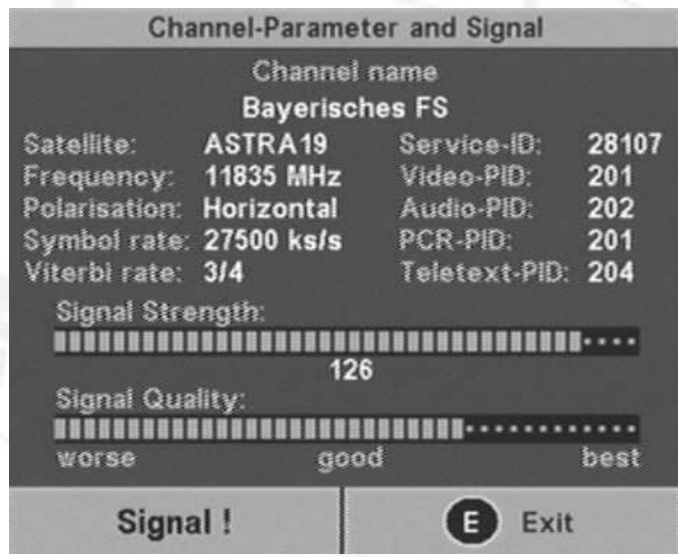 Channel-Parameter and Signal
Channel name
Bayerisches FS
Satellite: ASTRA19 Service-ID: 28107
Frequency: 11835 MHz Video-PID: 201
Polarisation: Horizontal Audio-PID: 202
Symbol rate: 27500 ks/s PCR-PID: 201
Viterbi rate: 3/4 Teletext-PID: 204
Signal Strength:
126
Signal Quality:
worse good best
Signal ! E Exit